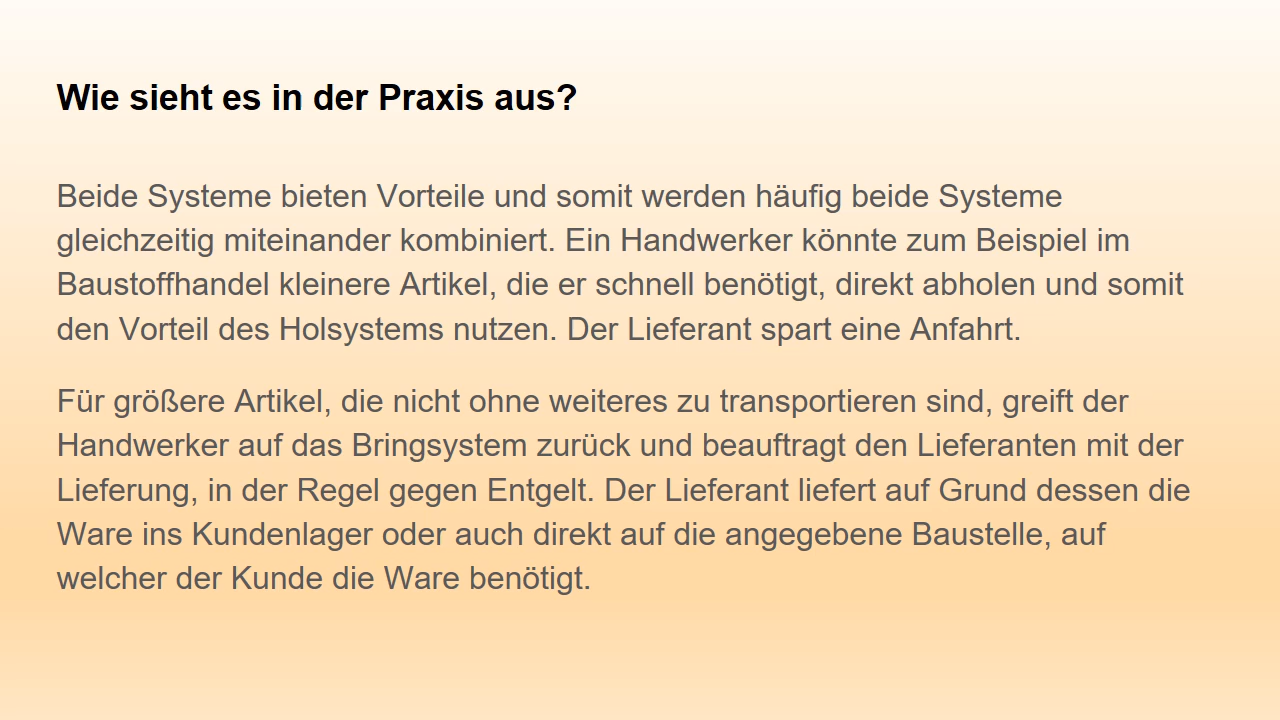 Wie sieht es in der Praxis aus?
Beide Systeme bieten Vorteile und somit werden häufig beide Systeme
gleichzeitig miteinander kombiniert. Ein Handwerker könnte zum Beispiel im
Baustoffhandel kleinere Artikel, die er schnell benötigt, direkt abholen und somit
den Vorteil des Holsystems nutzen. Der Lieferant spart eine Anfahrt.
Für größere Artikel, die nicht ohne weiteres zu transportieren sind, greift der
Handwerker auf das Bringsystem zurück und beauftragt den Lieferanten mit der
Lieferung, in der Regel gegen Entgelt. Der Lieferant liefert auf Grund dessen die
Ware ins Kundenlager oder auch direkt auf die angegebene Baustelle, auf
welcher der Kunde die Ware benötigt.